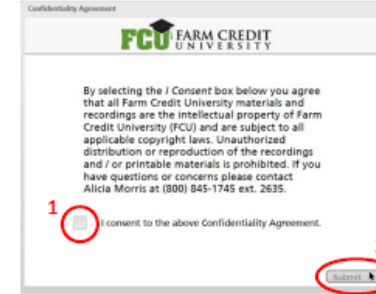 Confidentiality Agreement
FCU FARM CREDIT
UNIVERSITY
By selecting the I Consent box below you agree
that all Farm Credit University materials and
recordings are the intellectual property of Farm
Credit University (FCU) and are subject to all
applicable copyright laws. Unauthorized
distribution or reproduction of the recordings
and / or printable materials is prohibited. If you
have questions or concerns please contact
Alicia Morris at (800) 845-1745 ext. 2635.
1
I consent to the above Confidentiality Agreement.
Submit